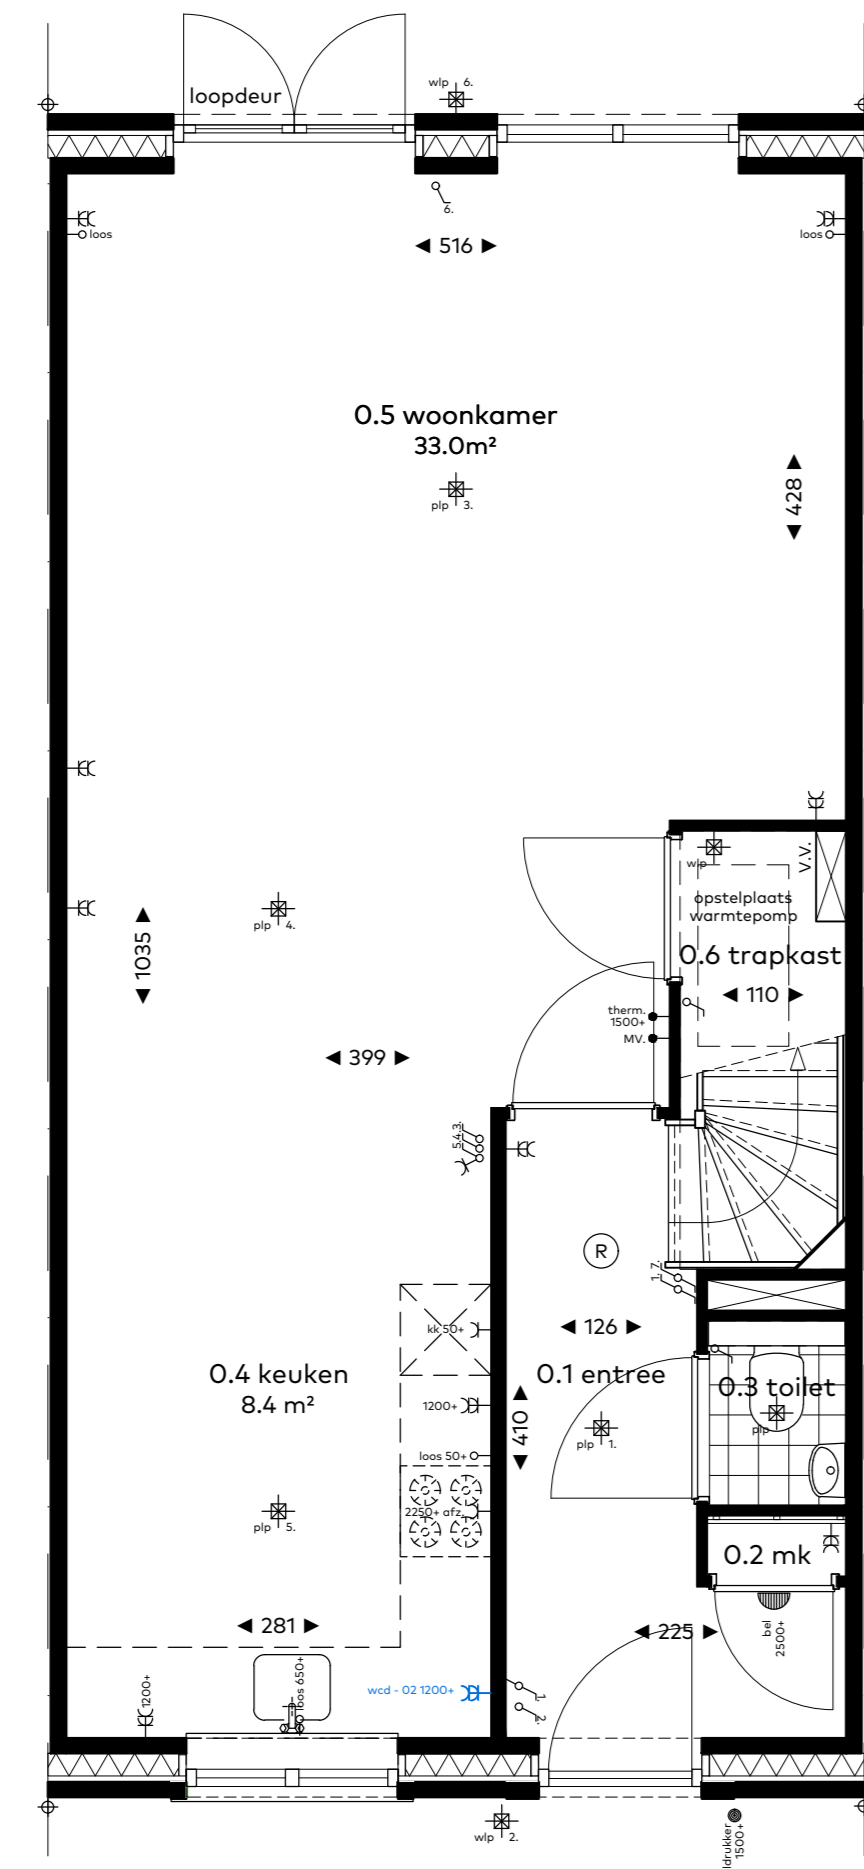 loopdeur
wlp 6.
6.
loos
loos
◄ 516 ►
0.5 woonkamer
33.0m²
◄ 428 ►
plp 3.
V.V.
wlp
opstelplaats
warmtepomp
plp 4.
◄ 1035 ►
0.6 trapkast
◄ 110 ►
therm.
1500+
MV.
◄ 399 ►
5.4.3.
R
1. 7.
◄ 126 ►
kk 50+
0.4 keuken
8.4 m²
0.1 entree
0.3 toilet
1200+
◄ 410 ►
plp 1.
plp
loos 50+
2250+ afz.
plp 5.
0.2 mk
◄ 281 ►
◄ 225 ►
bel
2500+
1200+
loos 650+
wcd - 02 1200+
1.
2.
wlp 2.
ldrukker
1500+